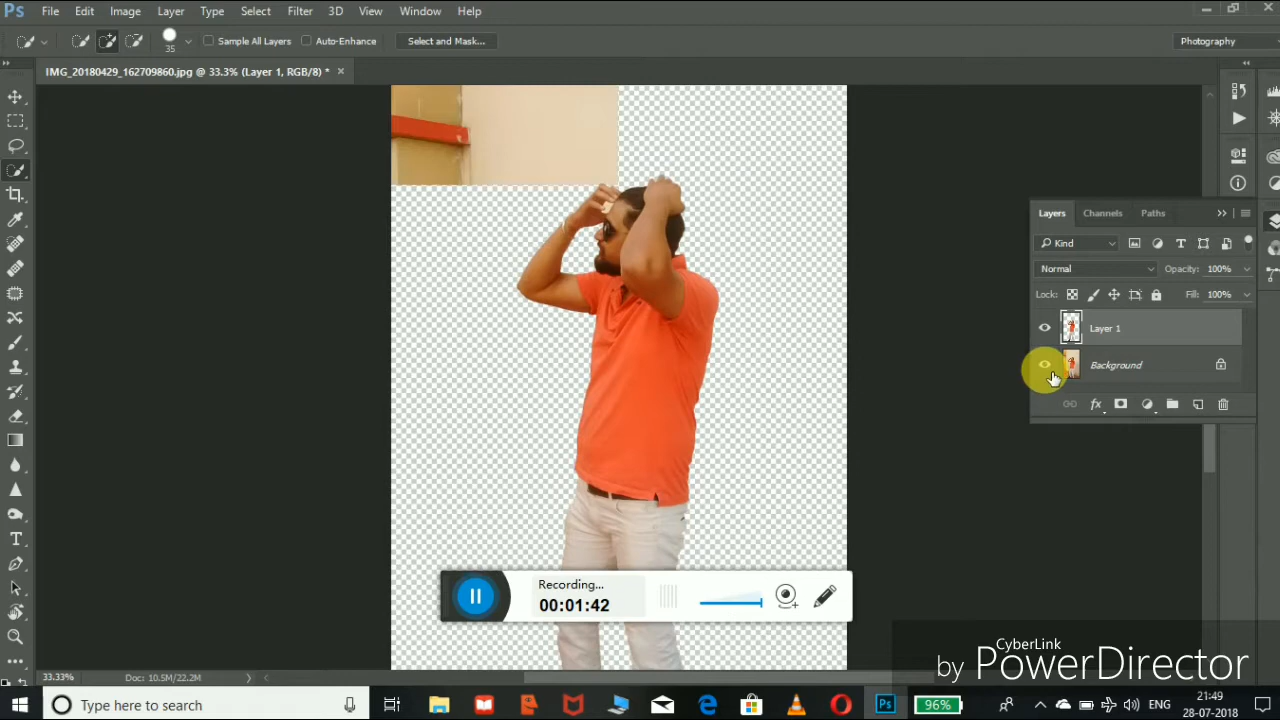 Ps File Edit Image Layer Type Select Filter 3D View Window Help
35 Sample All Layers Auto-Enhance Select and Mask... Photography
IMG_20180429_162709860.jpg @ 33.3% (Layer 1, RGB/8) * ×
Layers Channels Paths
Kind
Normal Opacity: 100%
Lock: Fill: 100%
Layer 1
Background
fx
Recording...
00:01:42
CyberLink
by PowerDirector
33.33% Doc: 10.5M/22.2M
Type here to search Ps 96% ENG 21:49
28-07-2018